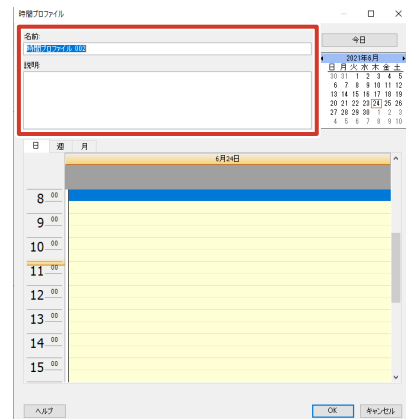 時間プロファイル
名前:
時間プロファイル 002
説明:
今日
2021年6月
日 月 火 水 木 金 土
30 31 1 2 3 4 5
6 7 8 9 10 11 12
13 14 15 16 17 18 19
20 21 22 23 24 25 26
27 28 29 30 1 2 3
4 5 6 7 8 9 10
日 週 月
6月24日
8 00
9 00
10 00
11 00
12 00
13 00
14 00
15 00
ヘルプ
OK
キャンセル